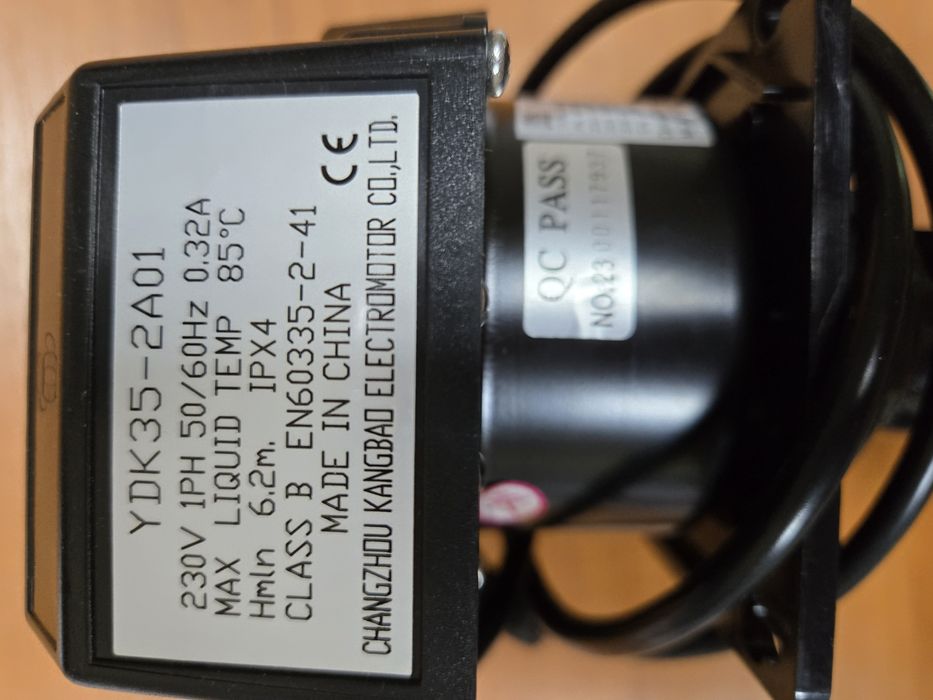 YDK35-2A01
230V 1PH 50/60Hz 0.32A
MAX LIQUID TEMP 85°C
Hmin 6.2m. IPX4
CLASS B EN60335-2-41
MADE IN CHINA CE
CHANGZHOU KANGBAO ELECTROMOTOR CO.,LTD.
QC PASS